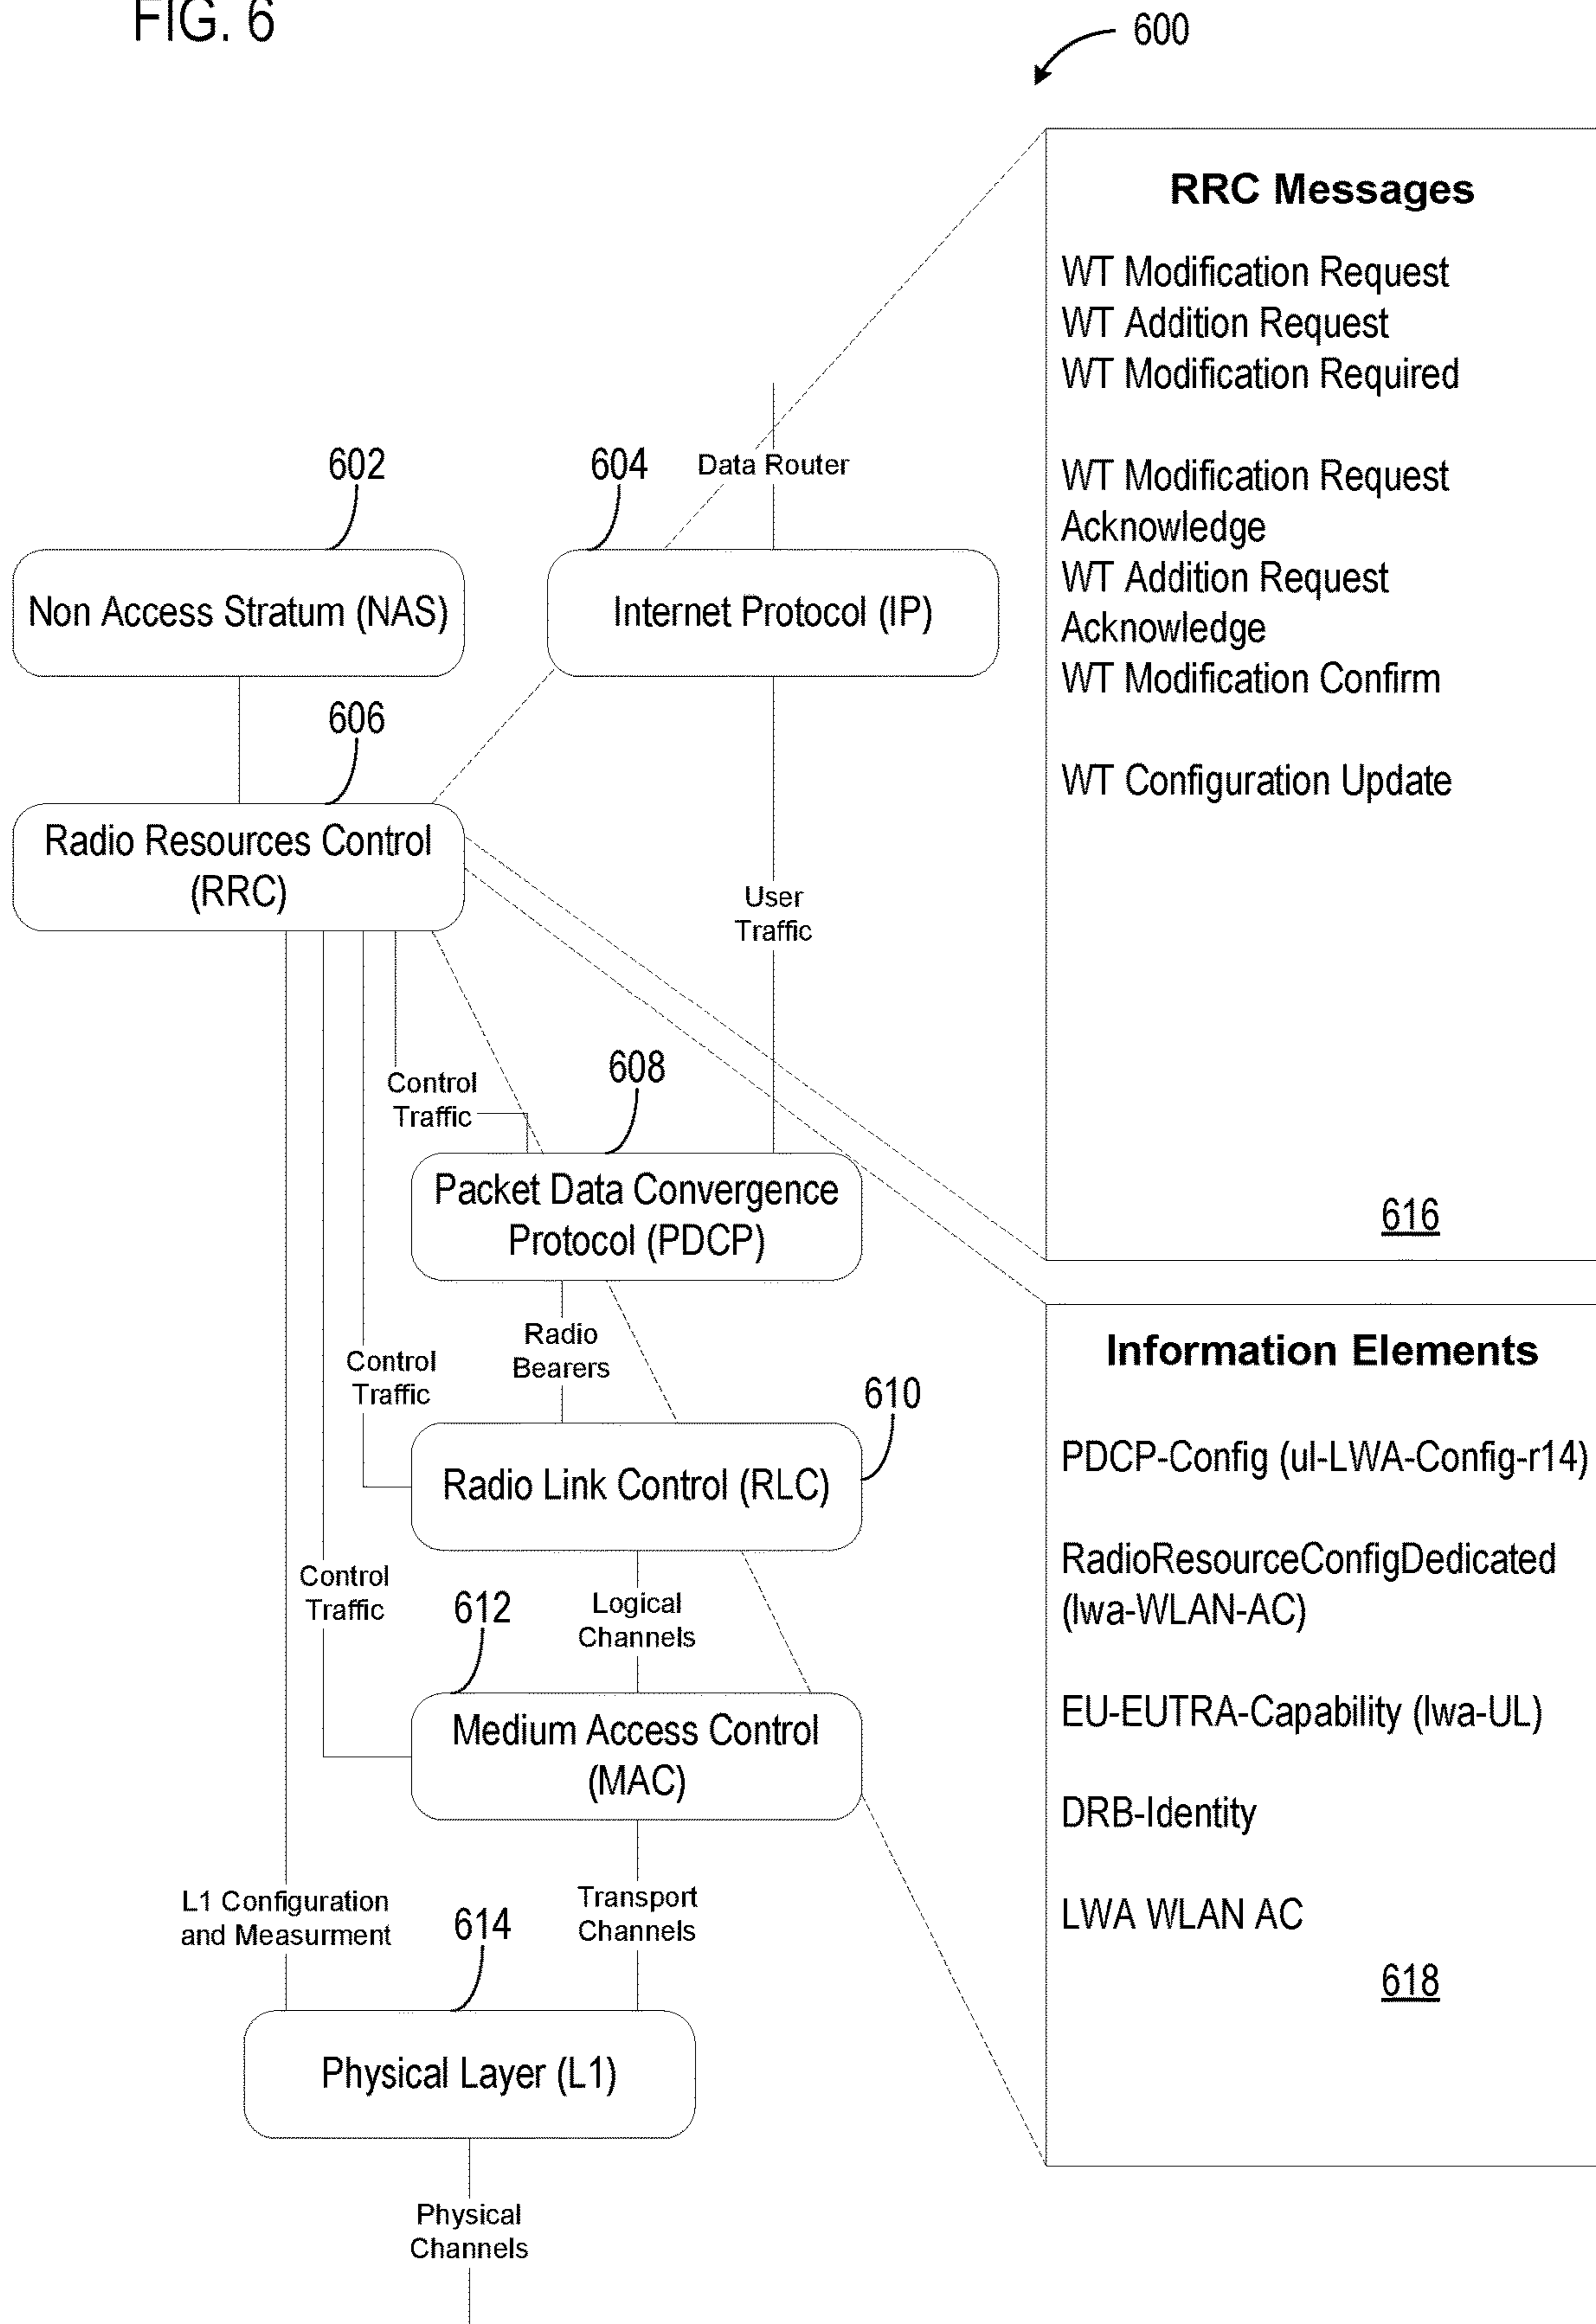 FIG. 6
600
RRC Messages
WT Modification Request
WT Addition Request
WT Modification Required
WT Modification Request
Acknowledge
WT Addition Request
Acknowledge
WT Modification Confirm
WT Configuration Update
616
602
604
Data Router
Non Access Stratum (NAS)
Internet Protocol (IP)
606
Radio Resources Control
(RRC)
User
Traffic
Control
Traffic
608
Packet Data Convergence
Protocol (PDCP)
Radio
Bearers
Control
Traffic
610
Radio Link Control (RLC)
Control
Traffic
612
Logical
Channels
Medium Access Control
(MAC)
L1 Configuration
and Measurment
614
Transport
Channels
Physical Layer (L1)
Physical
Channels
Information Elements
PDCP-Config (ul-LWA-Config-r14)
RadioResourceConfigDedicated
(lwa-WLAN-AC)
EU-EUTRA-Capability (lwa-UL)
DRB-Identity
LWA WLAN AC
618